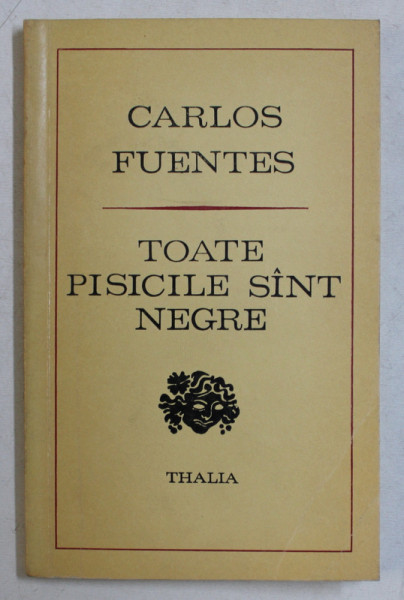 CARLOS
FUENTES
TOATE
PISICILE SÎNT
NEGRE
THALIA